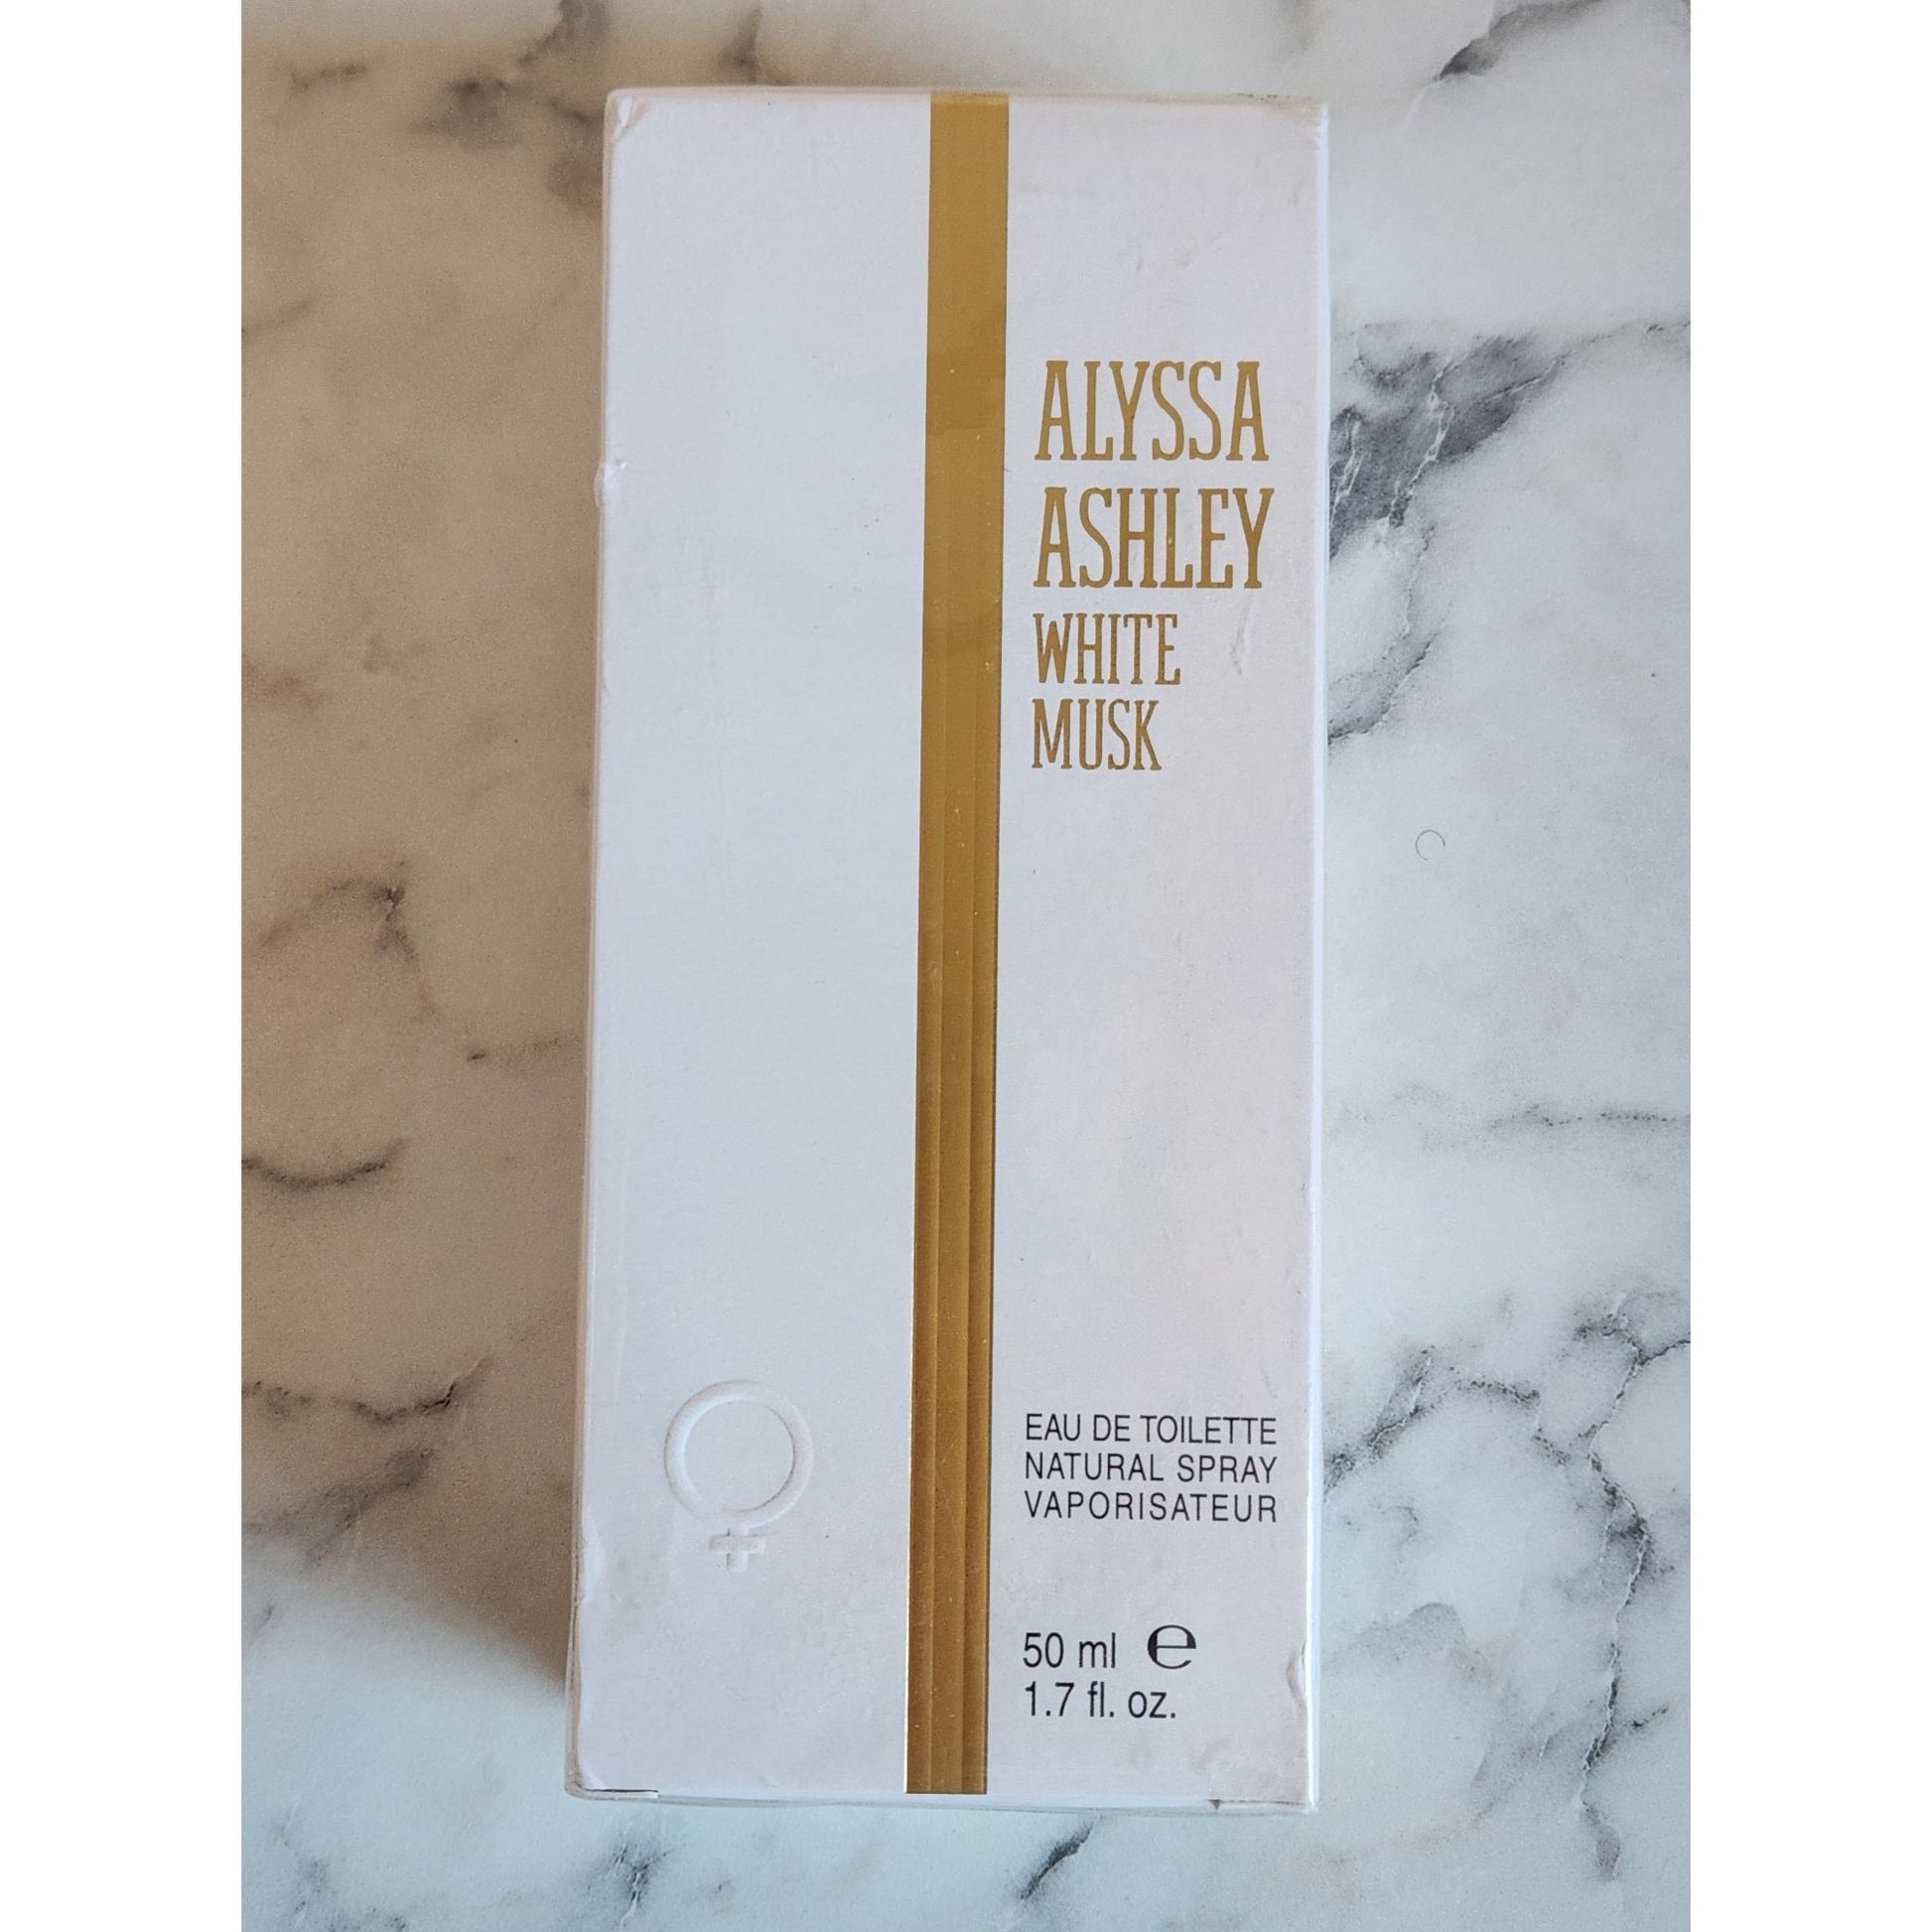 ALYSSA
ASHLEY
WHITE
MUSK
EAU DE TOILETTE
NATURAL SPRAY
VAPORISATEUR
50 ml ℮
1.7 fl. oz.